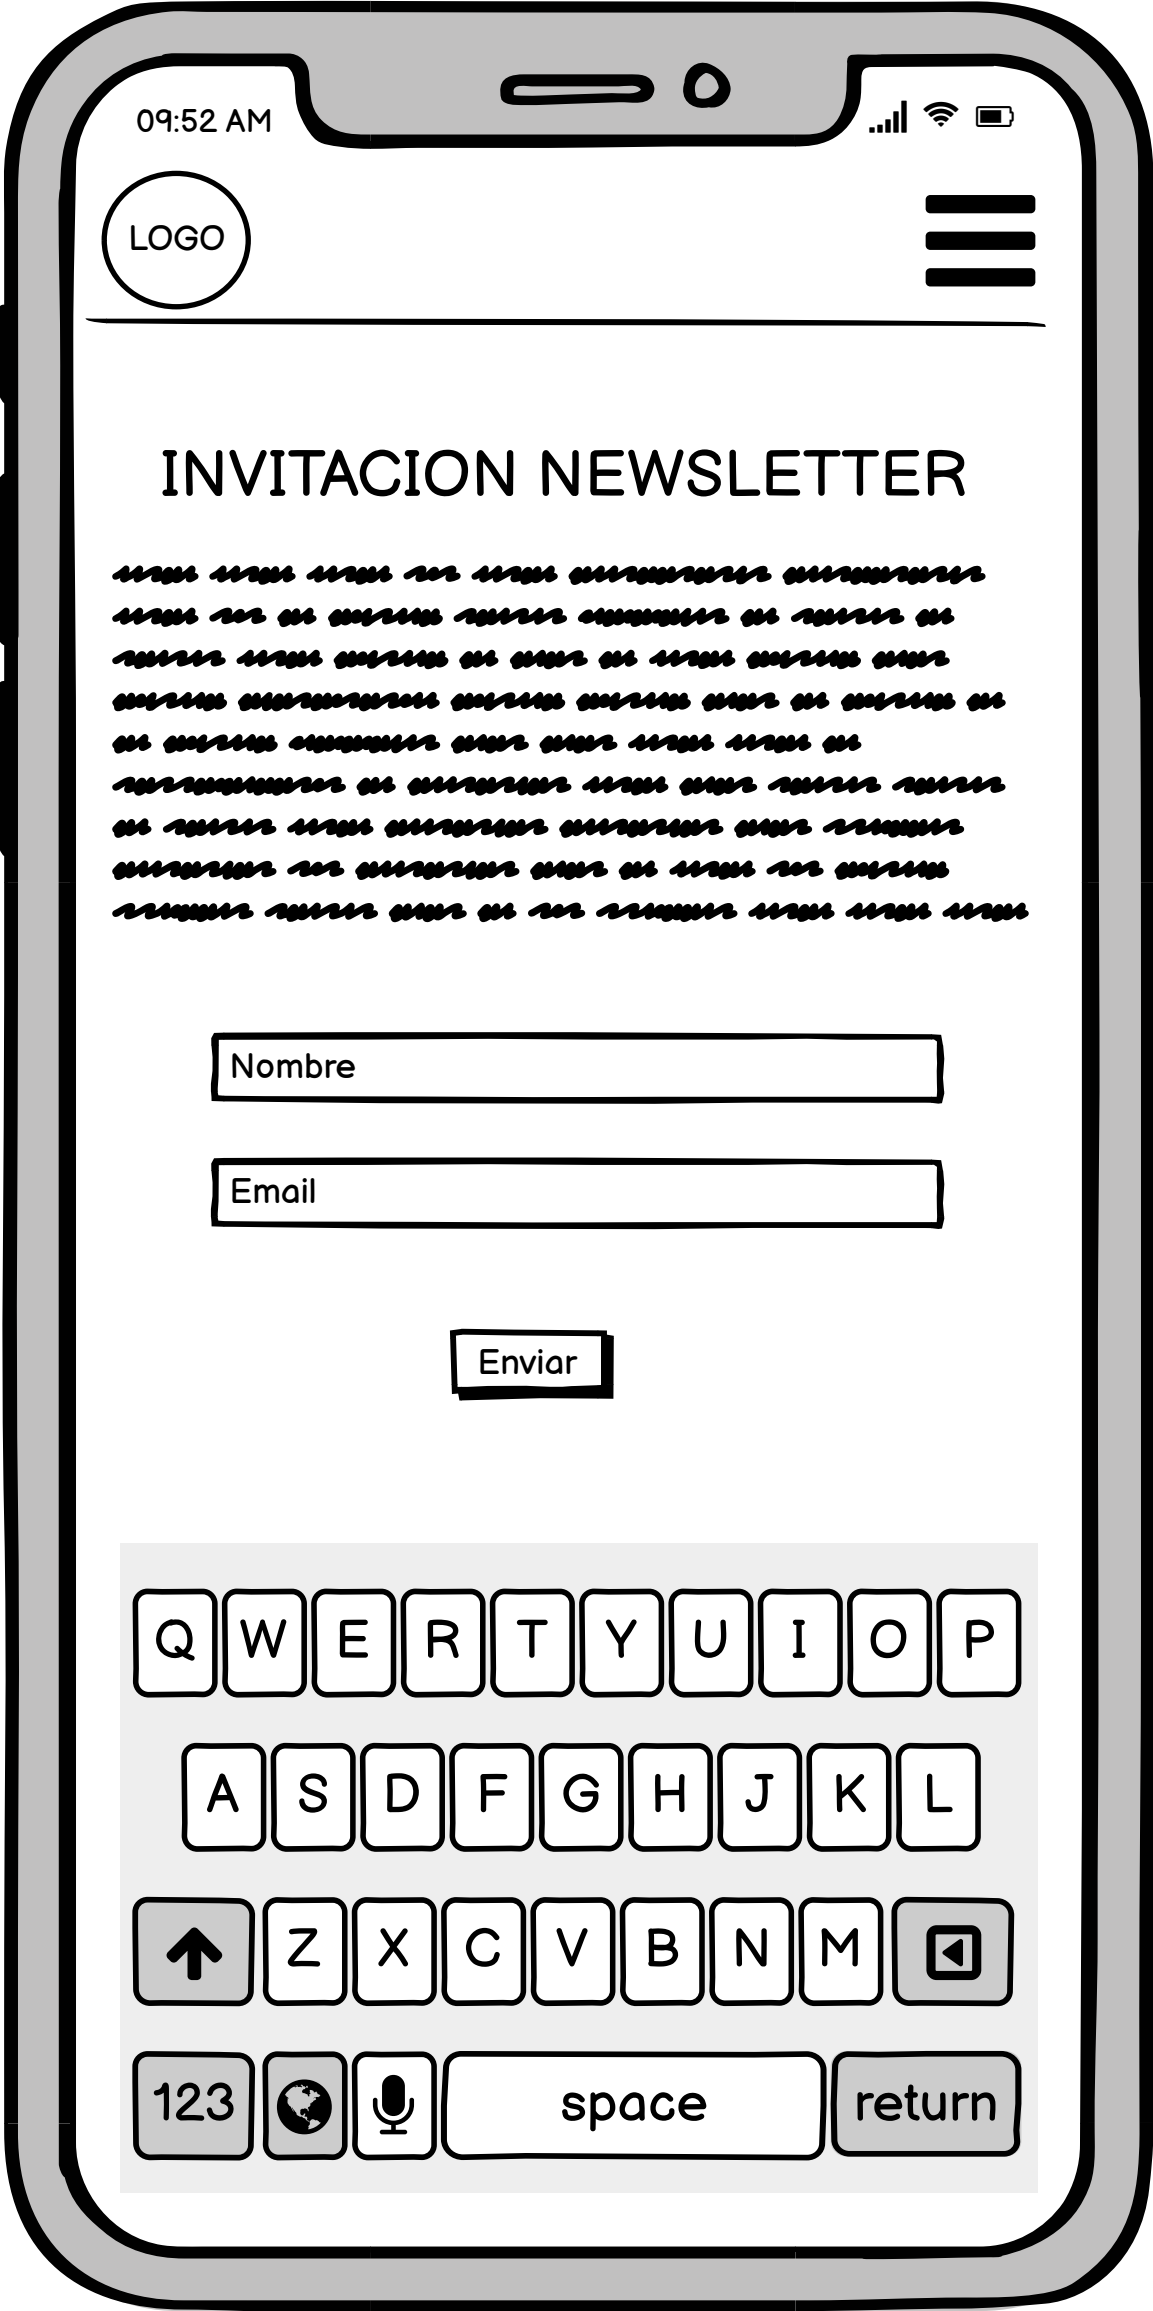 09:52 AM
LOGO
INVITACION NEWSLETTER
Nombre
Email
Enviar
Q W E R T Y U I O P
A S D F G H J K L
Z X C V B N M
123 space return